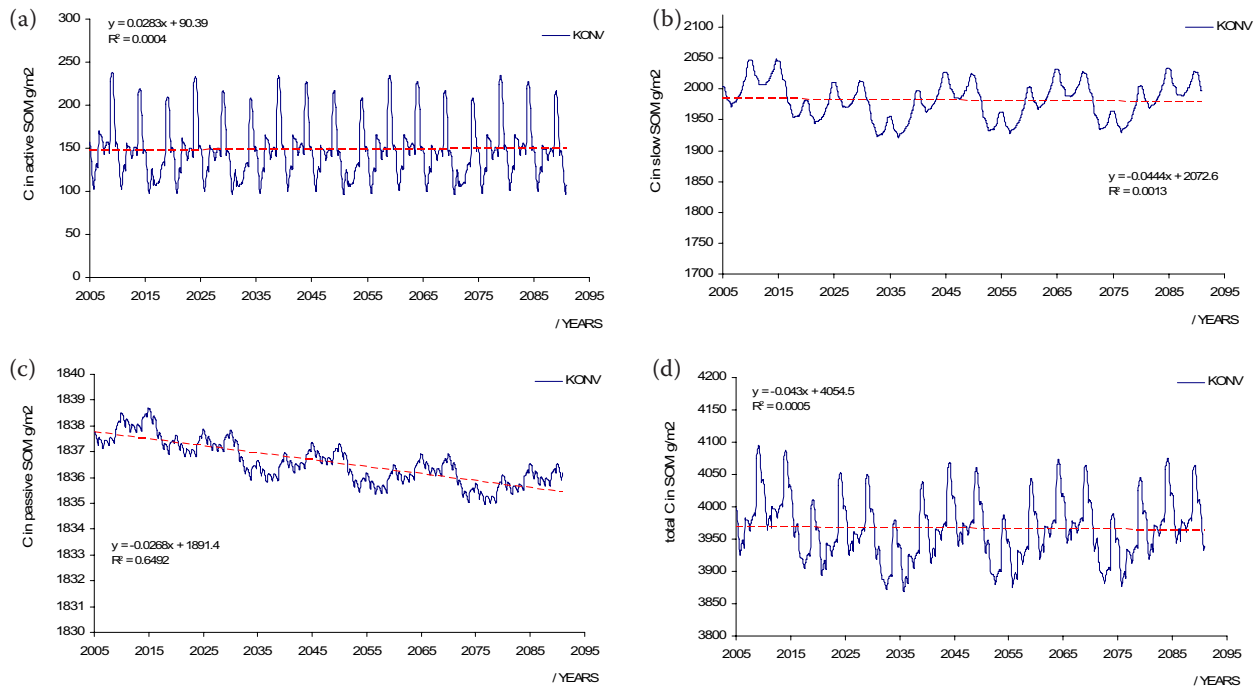 (a)
y = 0.0283x + 90.39
R² = 0.0004
KONV
C in active SOM g/m2
300
250
200
150
100
50
0
2005 2015 2025 2035 2045 2055 2065 2075 2085 2095
/ YEARS
(b)
KONV
C in slow SOM g/m2
2100
2050
2000
1950
1900
1850
1800
1750
1700
y = -0.0444x + 2072.6
R² = 0.0013
2005 2015 2025 2035 2045 2055 2065 2075 2085 2095
/ YEARS
(c)
KONV
C in passive SOM g/m2
1840
1839
1838
1837
1836
1835
1834
1833
1832
1831
1830
y = -0.0268x + 1891.4
R² = 0.6492
2005 2015 2025 2035 2045 2055 2065 2075 2085 2095
/ YEARS
(d)
y = -0.043x + 4054.5
R² = 0.0005
KONV
total C in SOM g/m2
4200
4150
4100
4050
4000
3950
3900
3850
3800
2005 2015 2025 2035 2045 2055 2065 2075 2085 2095
/ YEARS